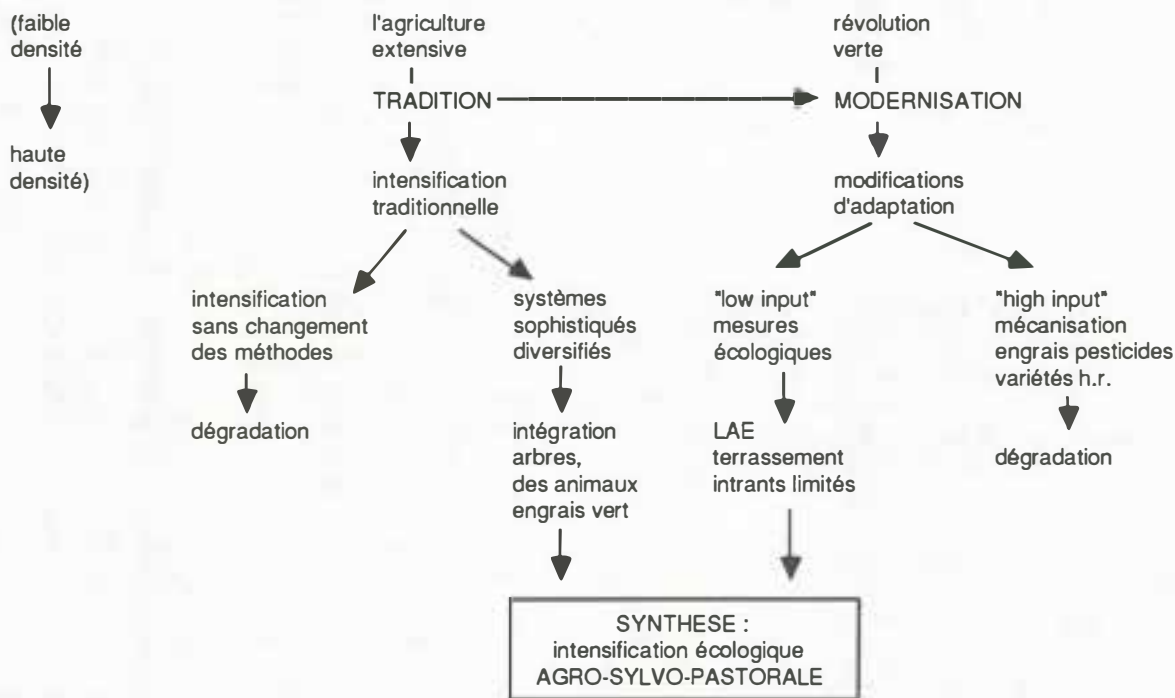 (faible
densité
haute
densité)
l'agriculture
extensive
TRADITION
révolution
verte
MODERNISATION
intensification
traditionnelle
modifications
d'adaptation
intensification
sans changement
des méthodes
systèmes
sophistiqués
diversifiés
"low input"
mesures
écologiques
"high input"
mécanisation
engrais pesticides
variétés h.r.
dégradation
intégration
arbres,
des animaux
engrais vert
LAE
terrassement
intrants limités
dégradation
SYNTHESE :
intensification écologique
AGRO-SYLVO-PASTORALE